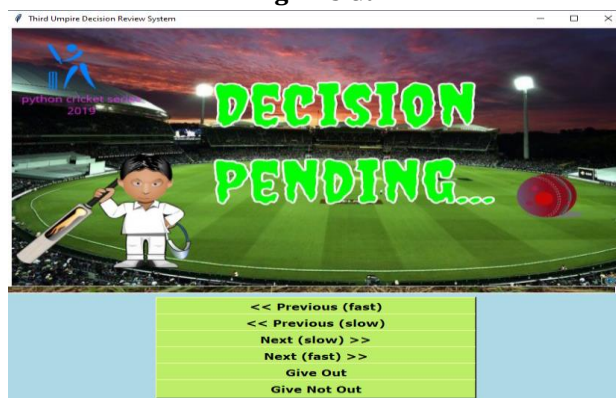 Third Umpire Decision Review System
python cricket series
2019
DECISION
PENDING...
<< Previous (fast)
<< Previous (slow)
Next (slow) >>
Next (fast) >>
Give Out
Give Not Out